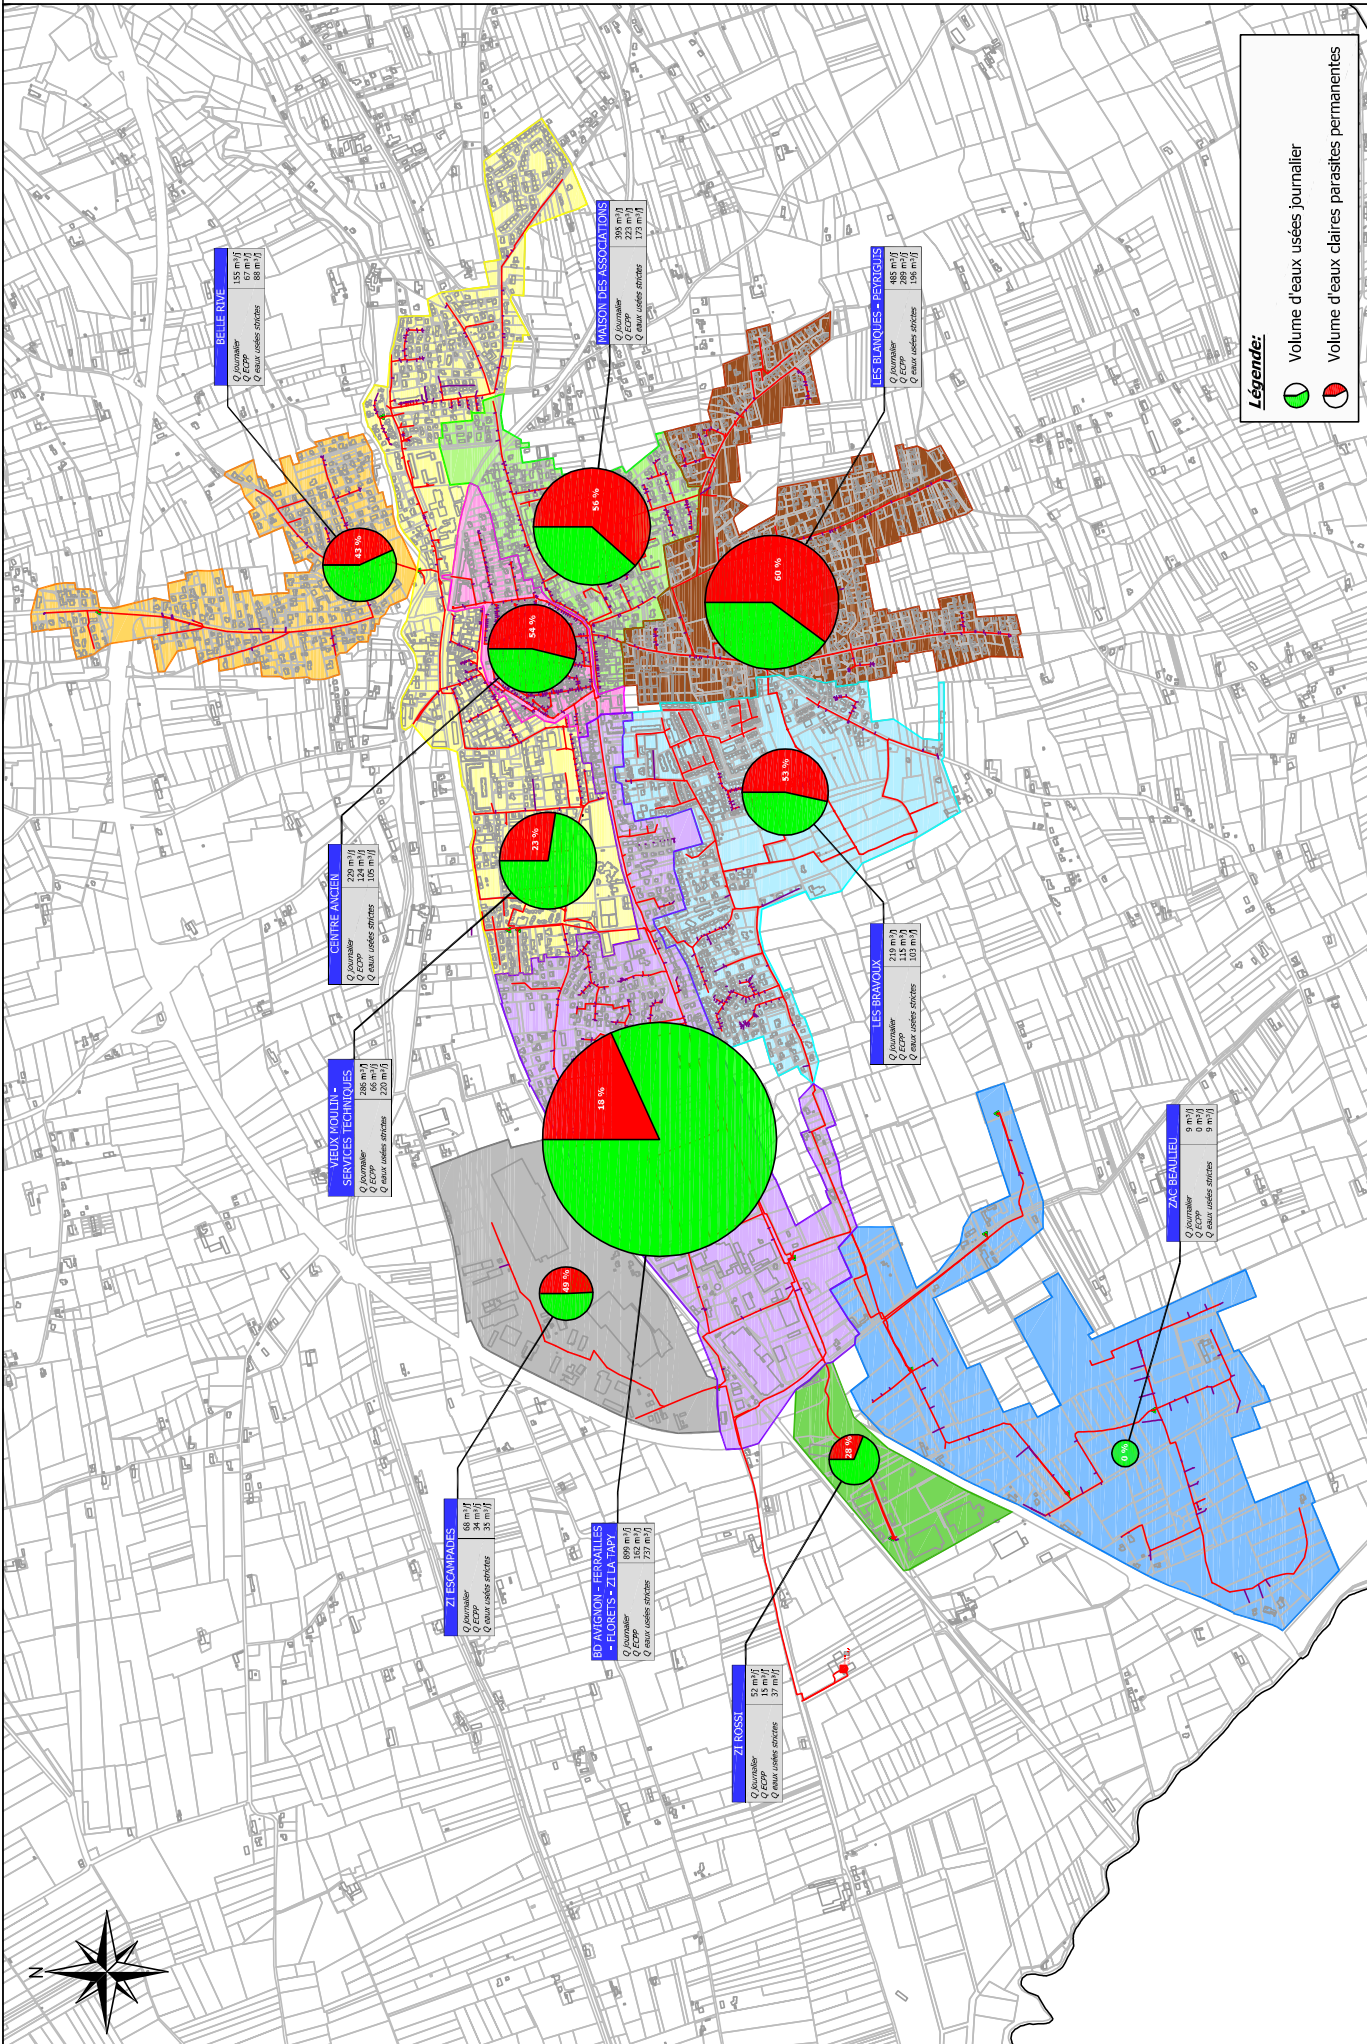 BELLE RIVE
Q journalier 155 m³/j
Q ECPP 67 m³/j
Q eaux usées strictes 88 m³/j
MAISON DES ASSOCIATIONS
Q journalier 395 m³/j
Q ECPP 223 m³/j
Q eaux usées strictes 173 m³/j
LES BLANQUES - PEYRIGUIS
Q journalier 485 m³/j
Q ECPP 289 m³/j
Q eaux usées strictes 196 m³/j
CENTRE ANCIEN
Q journalier 229 m³/j
Q ECPP 124 m³/j
Q eaux usées strictes 105 m³/j
VIEUX MOULIN -
SERVICES TECHNIQUES
Q journalier 286 m³/j
Q ECPP 66 m³/j
Q eaux usées strictes 220 m³/j
LES BRAVOUX
Q journalier 219 m³/j
Q ECPP 115 m³/j
Q eaux usées strictes 103 m³/j
ZAC BEAULIEU
Q journalier 9 m³/j
Q ECPP 0 m³/j
Q eaux usées strictes 9 m³/j
ZI ESCAMPADES
Q journalier 68 m³/j
Q ECPP 34 m³/j
Q eaux usées strictes 35 m³/j
BD AVIGNON - FERRAILLES
- FLORETS - ZI LA TAPY
Q journalier 899 m³/j
Q ECPP 162 m³/j
Q eaux usées strictes 737 m³/j
ZI ROSSI
Q journalier 52 m³/j
Q ECPP 15 m³/j
Q eaux usées strictes 37 m³/j
43 %
56 %
54 %
60 %
23 %
53 %
18 %
49 %
28 %
0 %
N
Légende:
Volume d'eaux usées journalier
Volume d'eaux claires parasites permanentes